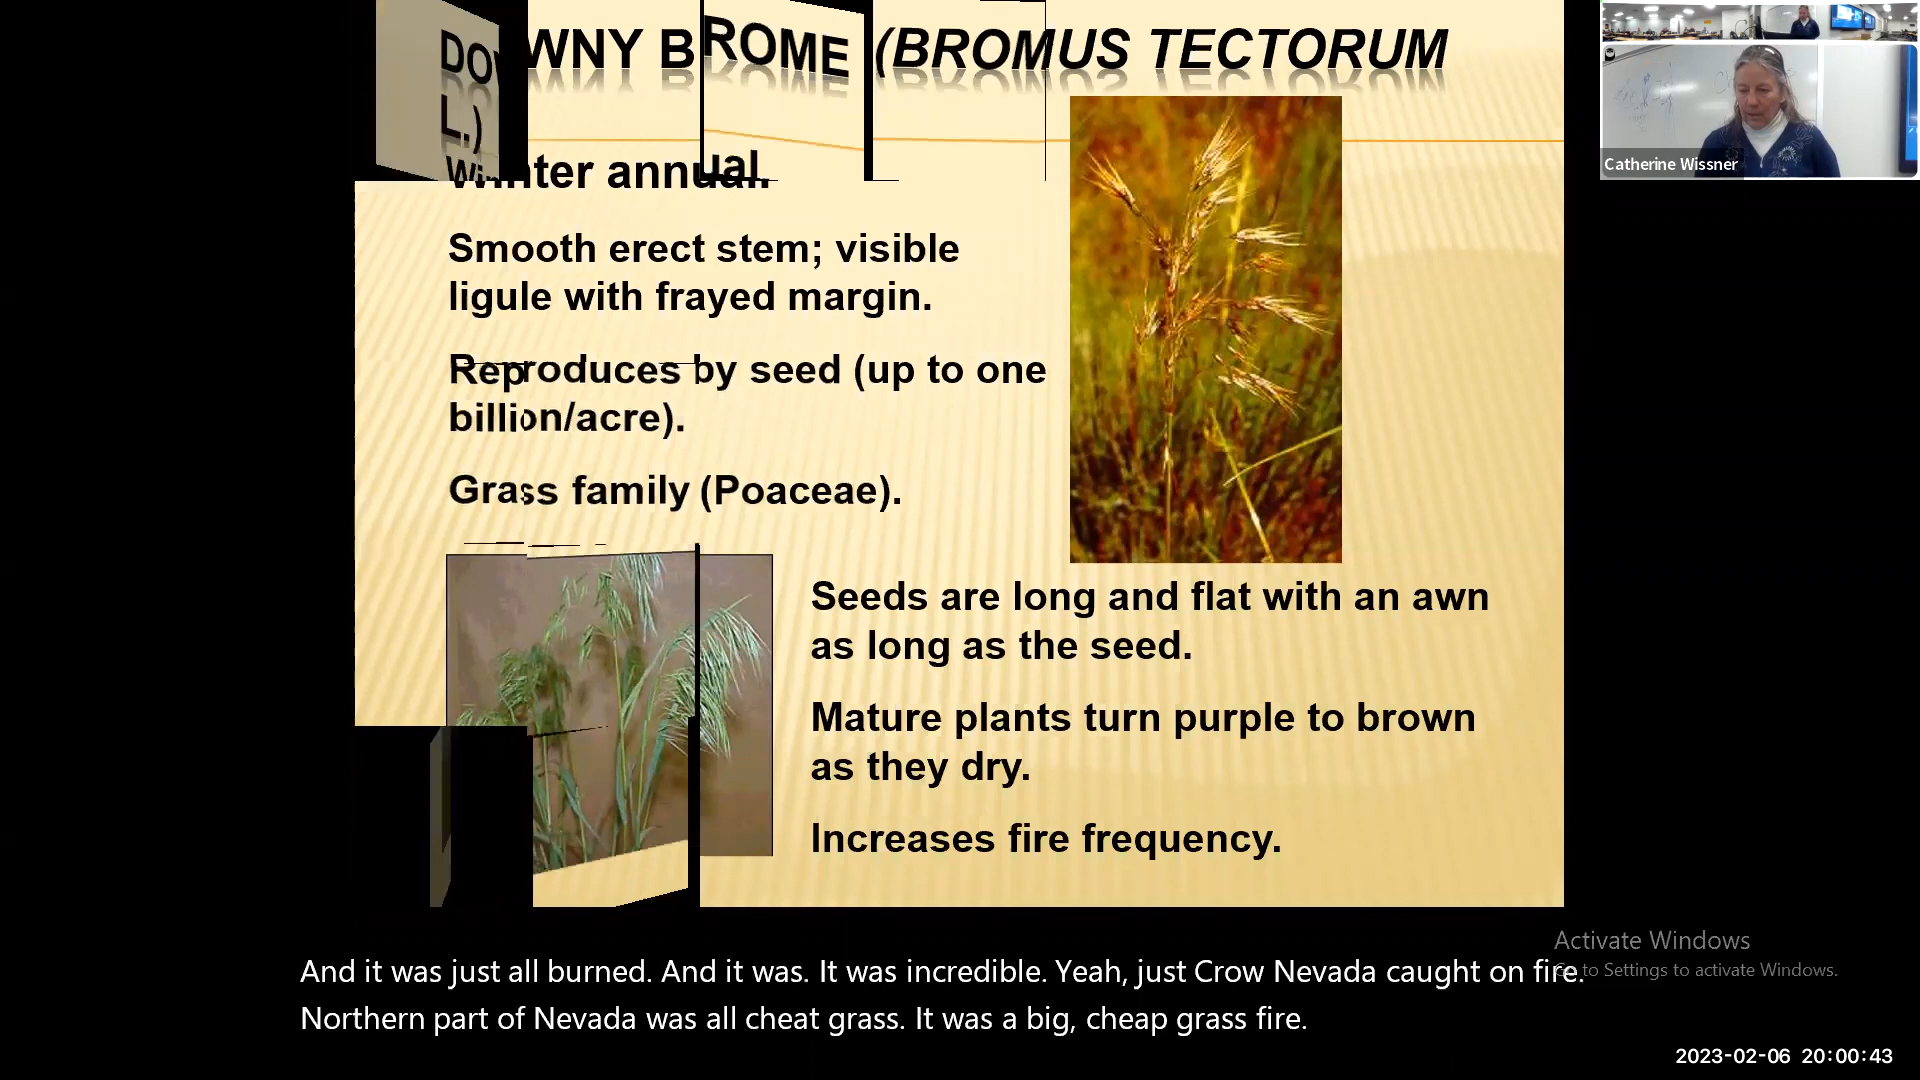 DOWNY BROME (BROMUS TECTORUM
L.)
Winter annual.
Smooth erect stem; visible
ligule with frayed margin.
Reproduces by seed (up to one
billion/acre).
Grass family (Poaceae).
Seeds are long and flat with an awn
as long as the seed.
Mature plants turn purple to brown
as they dry.
Increases fire frequency.
Catherine Wissner
Activate Windows
Go to Settings to activate Windows.
And it was just all burned. And it was. It was incredible. Yeah, just Crow Nevada caught on fire.
Northern part of Nevada was all cheat grass. It was a big, cheap grass fire.
2023-02-06 20:00:43